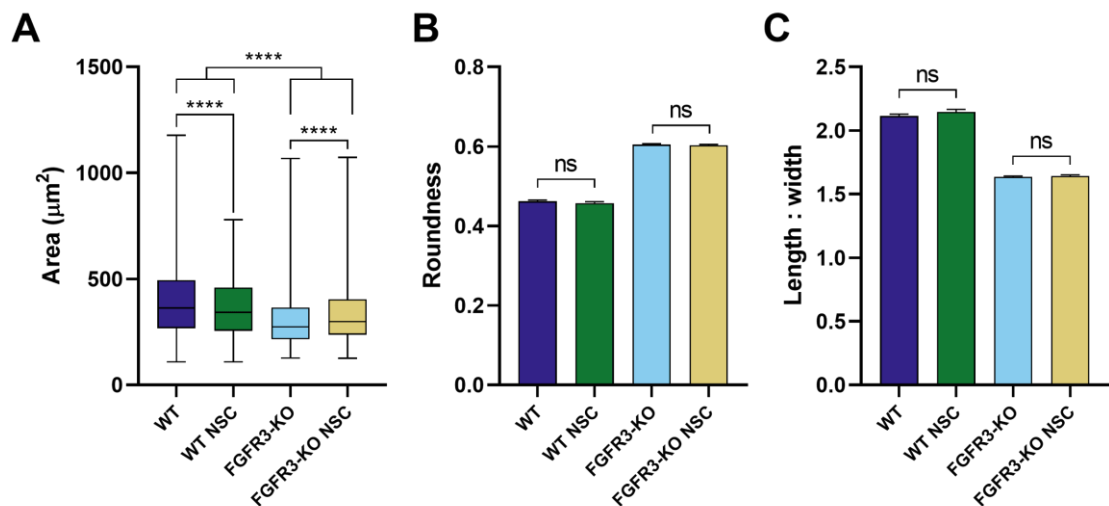 A
Area (μm²)
1500
1000
500
0
****
****
****
WT
WT NSC
FGFR3-KO
FGFR3-KO NSC
B
Roundness
0.8
0.6
0.4
0.2
0.0
ns
ns
WT
WT NSC
FGFR3-KO
FGFR3-KO NSC
C
Length : width
2.5
2.0
1.5
1.0
0.5
0.0
ns
ns
WT
WT NSC
FGFR3-KO
FGFR3-KO NSC